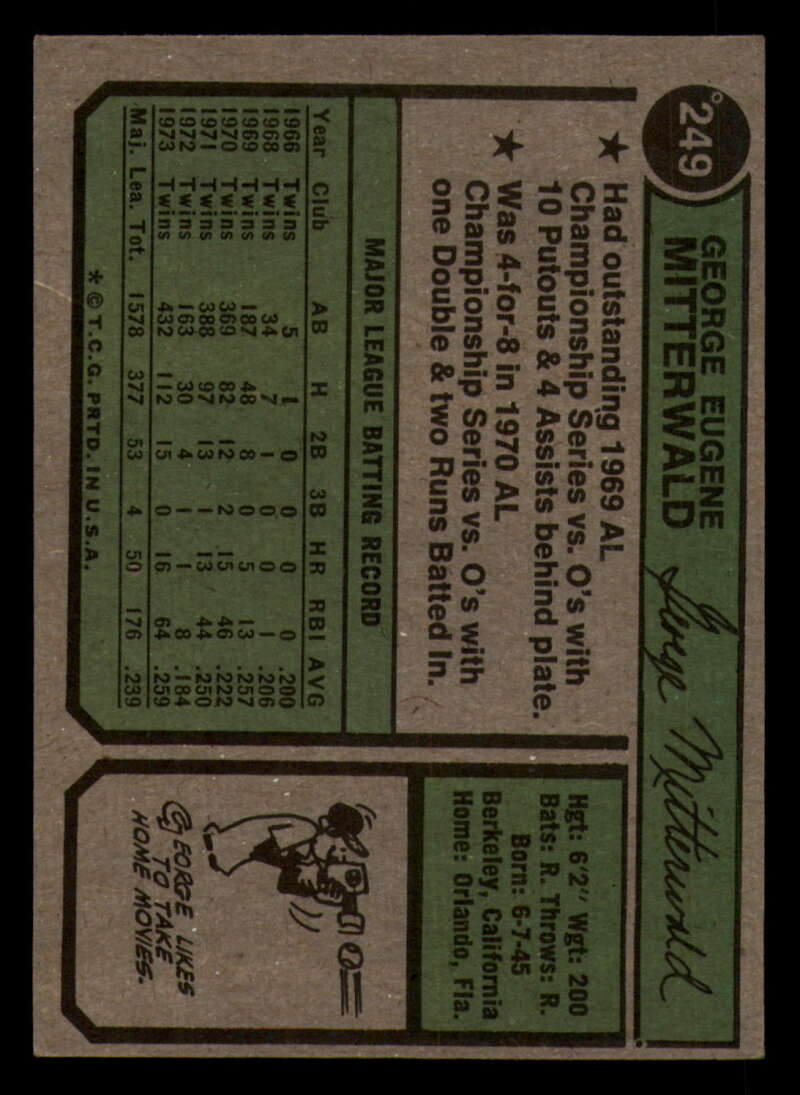 249
GEORGE EUGENE
MITTERWALD
George Mitterwald
★ Had outstanding 1969 AL
Championship Series vs. O's with
10 Putouts & 4 Assists behind plate.
★ Was 4-for-8 in 1970 AL
Championship Series vs. O's with
one Double & two Runs Batted In.
Hgt: 6'2" Wgt: 200
Bats: R. Throws: R.
Born: 6-7-45
Berkeley, California
Home: Orlando, Fla.
MAJOR LEAGUE BATTING RECORD
Year Club AB H 2B 3B HR RBI AVG
1966 Twins 5 1 0 0 0 0 .200
1968 Twins 34 7 1 0 0 1 .206
1969 Twins 187 48 8 0 5 13 .257
1970 Twins 369 82 12 2 15 46 .222
1971 Twins 388 97 13 1 13 44 .250
1972 Twins 163 30 4 1 1 8 .184
1973 Twins 432 112 15 0 16 64 .259
Maj. Lea. Tot. 1578 377 53 4 50 176 .239
* © T.C.G. PRTD. IN U.S.A.
GEORGE LIKES
TO TAKE
HOME MOVIES.